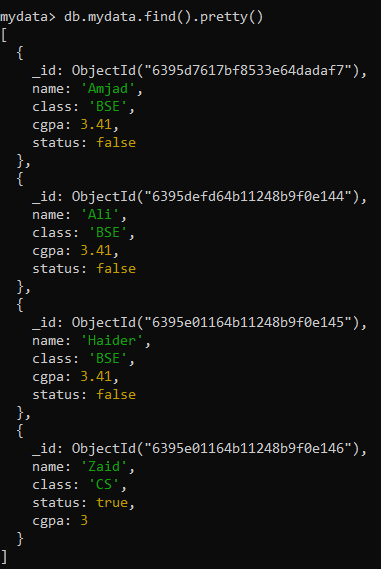 mydata> db.mydata.find().pretty()
[
  {
    _id: ObjectId("6395d7617bf8533e64dadaf7"),
    name: 'Amjad',
    class: 'BSE',
    cgpa: 3.41,
    status: false
  },
  {
    _id: ObjectId("6395defd64b11248b9f0e144"),
    name: 'Ali',
    class: 'BSE',
    cgpa: 3.41,
    status: false
  },
  {
    _id: ObjectId("6395e01164b11248b9f0e145"),
    name: 'Haider',
    class: 'BSE',
    cgpa: 3.41,
    status: false
  },
  {
    _id: ObjectId("6395e01164b11248b9f0e146"),
    name: 'Zaid',
    class: 'CS',
    status: true,
    cgpa: 3
  }
]